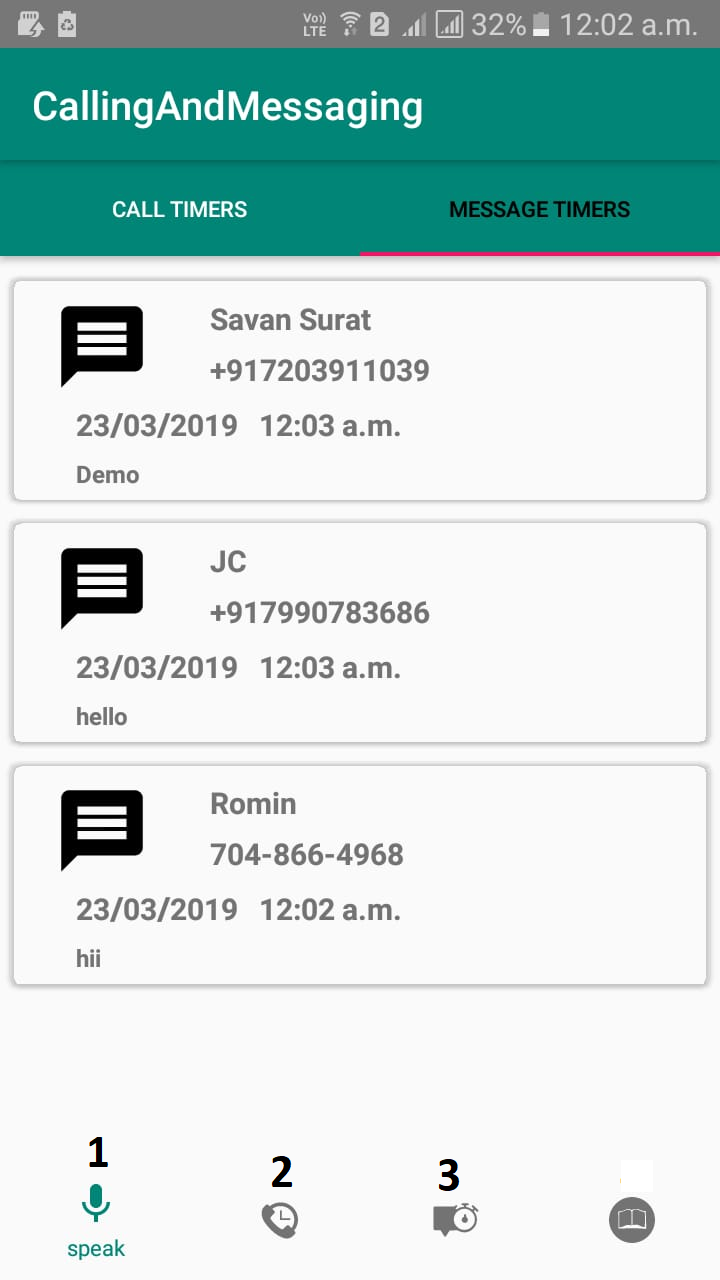 Vo))
LTE
2
32%
12:02 a.m.
CallingAndMessaging
CALL TIMERS
MESSAGE TIMERS
Savan Surat
+917203911039
23/03/2019 12:03 a.m.
Demo
JC
+917990783686
23/03/2019 12:03 a.m.
hello
Romin
704-866-4968
23/03/2019 12:02 a.m.
hii
1
2
3
speak